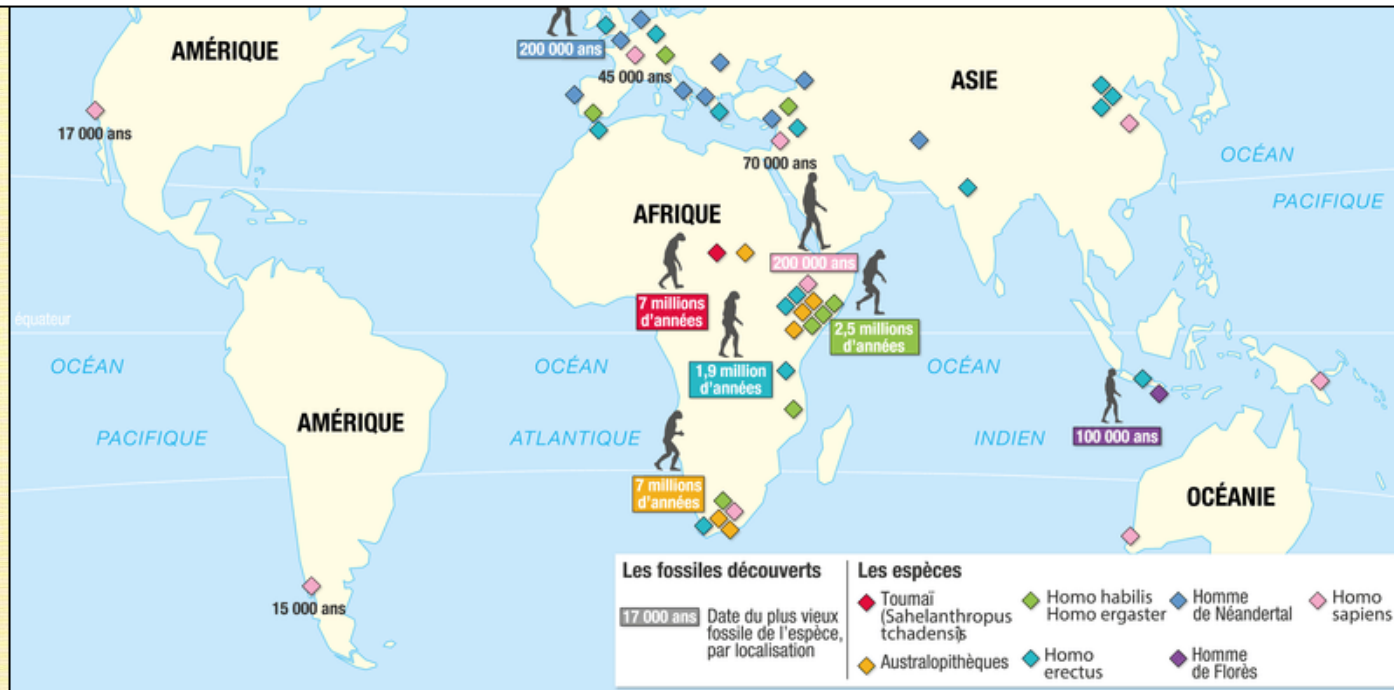 AMÉRIQUE
200 000 ans
45 000 ans
ASIE
17 000 ans
70 000 ans
OCÉAN
PACIFIQUE
AFRIQUE
200 000 ans
7 millions
d'années
2,5 millions
d'années
équateur
OCÉAN
OCÉAN
1,9 million
d'années
OCÉAN
AMÉRIQUE
PACIFIQUE
ATLANTIQUE
INDIEN
100 000 ans
7 millions
d'années
OCÉANIE
15 000 ans
Les fossiles découverts
17 000 ans
Date du plus vieux
fossile de l'espèce,
par localisation
Les espèces
Toumaï
(Sahelanthropus
tchadensis)
Homo habilis
Homo ergaster
Homme
de Néandertal
Homo
sapiens
Australopithèques
Homo
erectus
Homme
de Florès